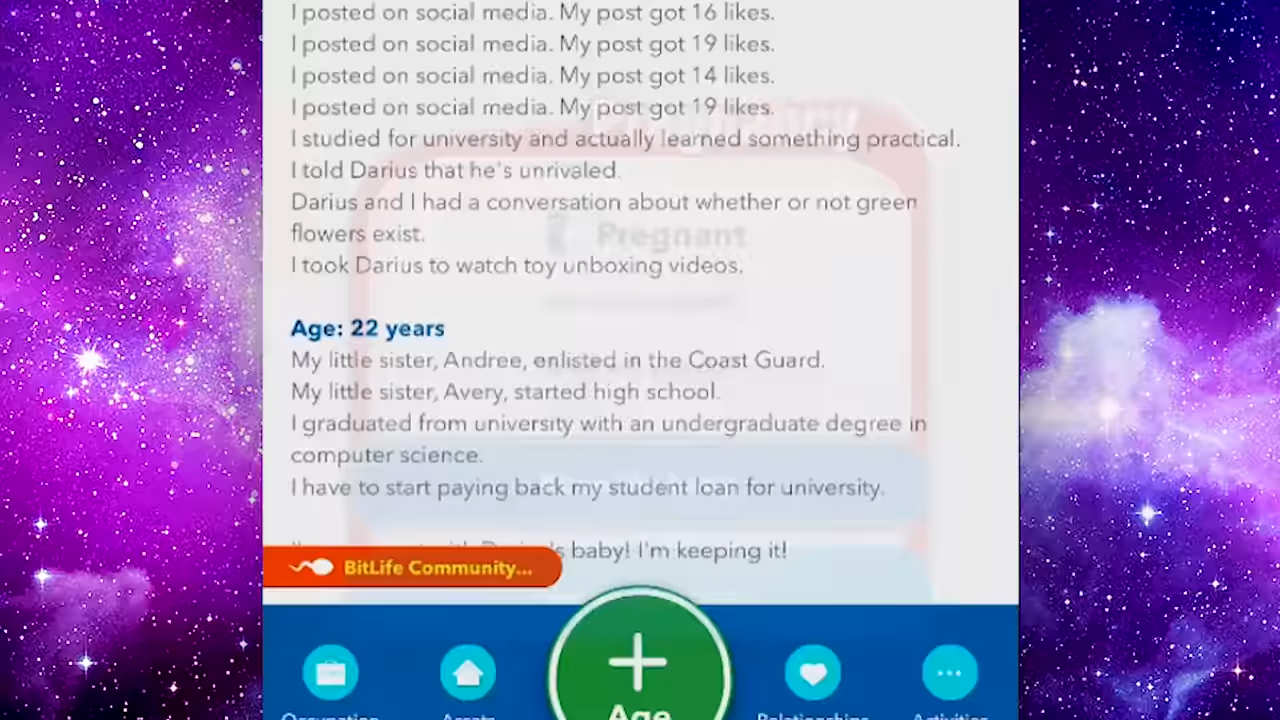 I posted on social media. My post got 16 likes.
I posted on social media. My post got 19 likes.
I posted on social media. My post got 14 likes.
I posted on social media. My post got 19 likes.
I studied for university and actually learned something practical.
I told Darius that he's unrivaled.
Darius and I had a conversation about whether or not green
flowers exist.
Pregnant
I took Darius to watch toy unboxing videos.
Age: 22 years
My little sister, Andree, enlisted in the Coast Guard.
My little sister, Avery, started high school.
I graduated from university with an undergraduate degree in
computer science.
I have to start paying back my student loan for university.
baby! I'm keeping it!
BitLife Community...
Age
Occupation
Assets
Relationships
Activities